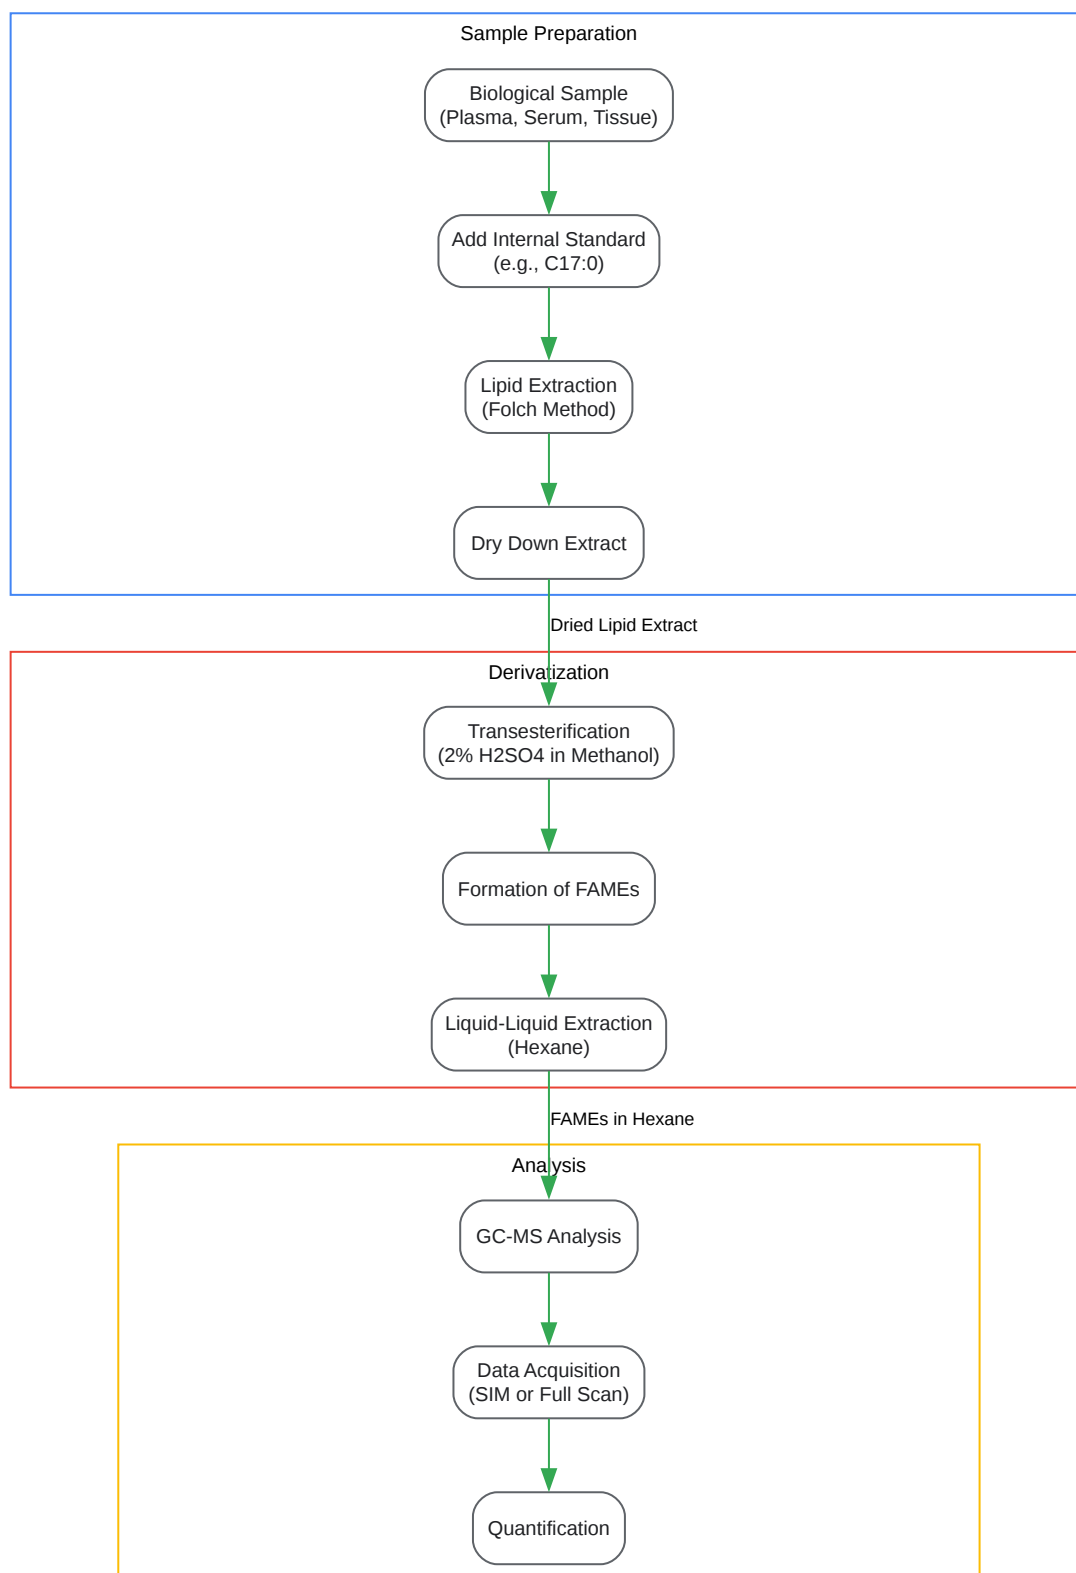 Sample Preparation
Biological Sample
(Plasma, Serum, Tissue)
Add Internal Standard
(e.g., C17:0)
Lipid Extraction
(Folch Method)
Dry Down Extract
Dried Lipid Extract
Derivatization
Transesterification
(2% H2SO4 in Methanol)
Formation of FAMEs
Liquid-Liquid Extraction
(Hexane)
FAMEs in Hexane
Analysis
GC-MS Analysis
Data Acquisition
(SIM or Full Scan)
Quantification